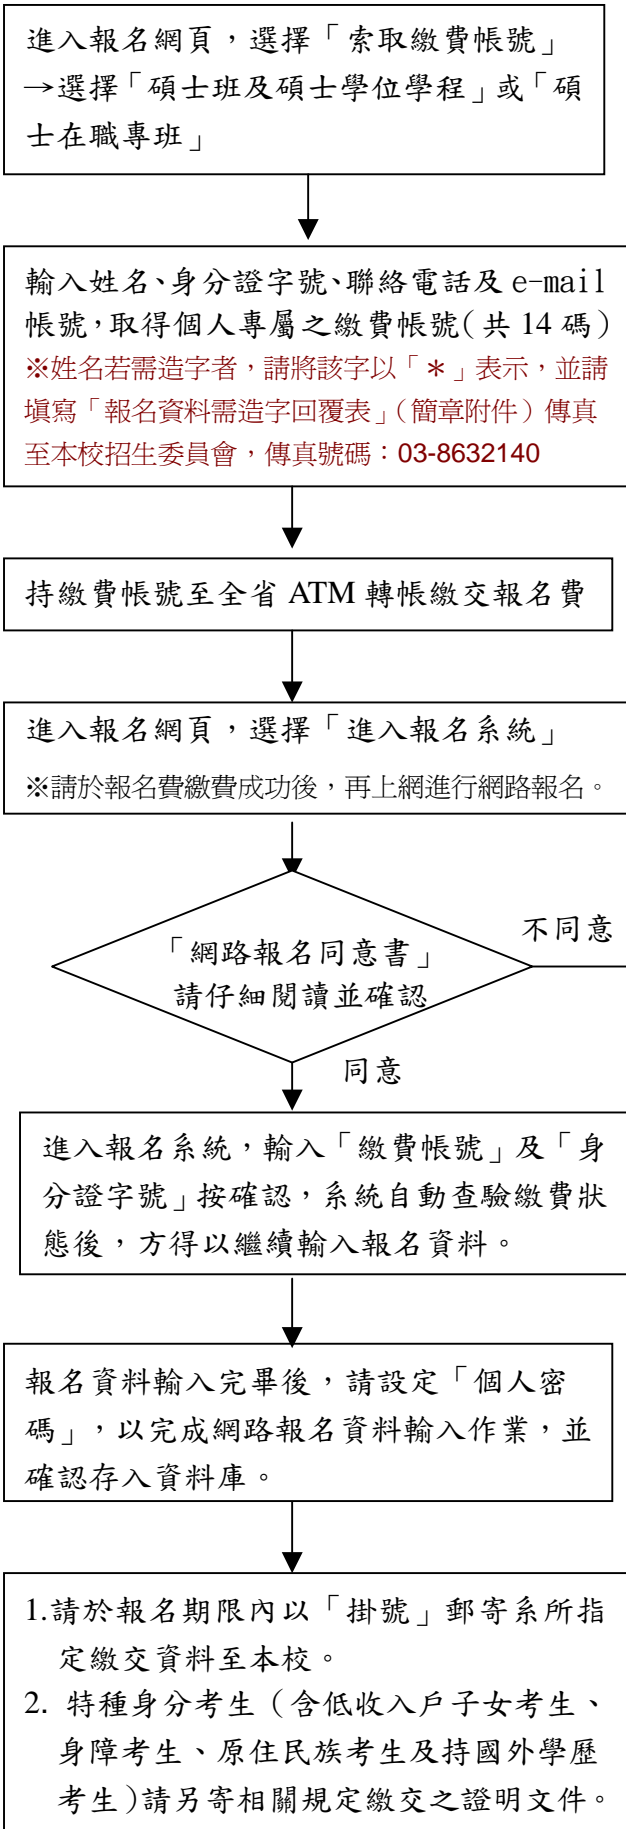 進入報名網頁，選擇「索取繳費帳號」
→選擇「碩士班及碩士學位學程」或「碩
士在職專班」
輸入姓名、身分證字號、聯絡電話及 e-mail
帳號，取得個人專屬之繳費帳號（共 14 碼）
※姓名若需造字者，請將該字以「＊」表示，並請
填寫「報名資料需造字回覆表」（簡章附件）傳真
至本校招生委員會，傳真號碼：03-8632140
持繳費帳號至全省 ATM 轉帳繳交報名費
進入報名網頁，選擇「進入報名系統」
※請於報名費繳費成功後，再上網進行網路報名。
不同意
「網路報名同意書」
請仔細閱讀並確認
同意
進入報名系統，輸入「繳費帳號」及「身
分證字號」按確認，系統自動查驗繳費狀
態後，方得以繼續輸入報名資料。
報名資料輸入完畢後，請設定「個人密
碼」，以完成網路報名資料輸入作業，並
確認存入資料庫。
1.請於報名期限內以「掛號」郵寄系所指
定繳交資料至本校。
2. 特種身分考生（含低收入戶子女考生、
身障考生、原住民族考生及持國外學歷
考生）請另寄相關規定繳交之證明文件。